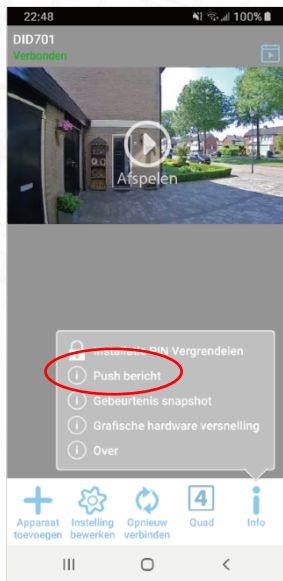 22:48 100%
DID701
Verbonden
Afspelen
Installatie PIN Vergrendelen
Push bericht
Gebeurtenis snapshot
Grafische hardware versnelling
Over
4
Apparaat toevoegen
Instelling bewerken
Opnieuw verbinden
Quad
Info